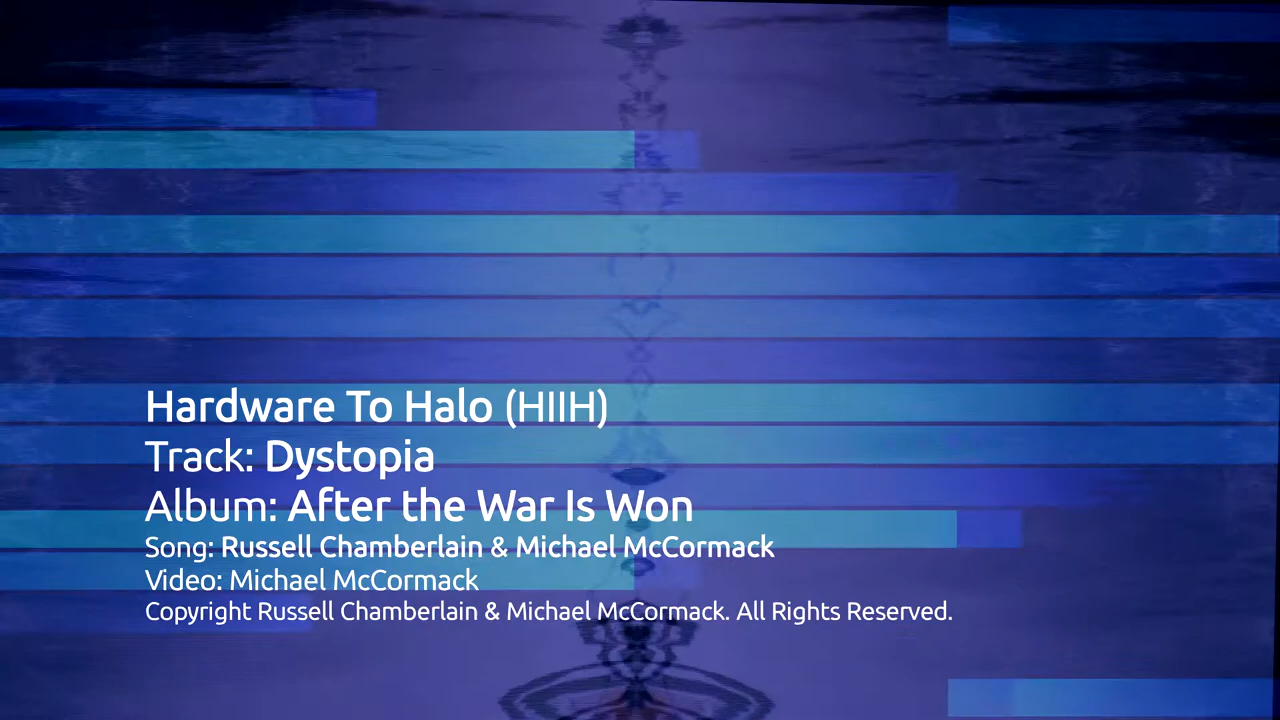 Hardware To Halo (HIIH)
Track: Dystopia
Album: After the War Is Won
Song: Russell Chamberlain & Michael McCormack
Video: Michael McCormack
Copyright Russell Chamberlain & Michael McCormack. All Rights Reserved.